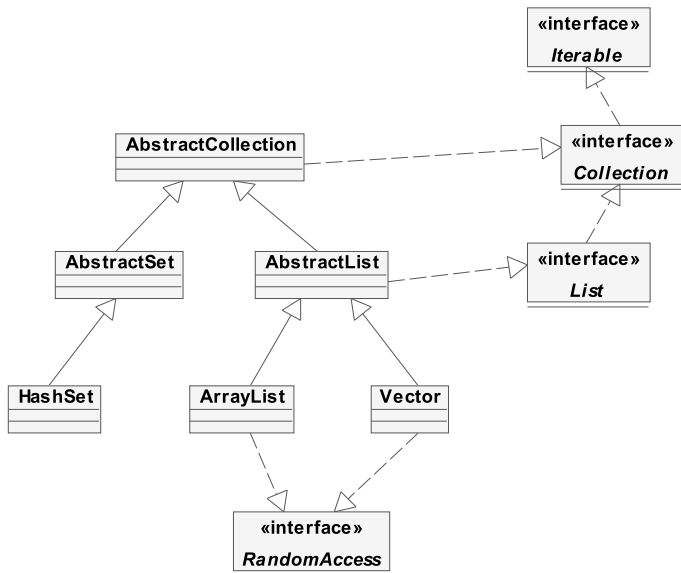 «interface»
Iterable
AbstractCollection
«interface»
Collection
AbstractSet
AbstractList
«interface»
List
HashSet
ArrayList
Vector
«interface»
RandomAccess